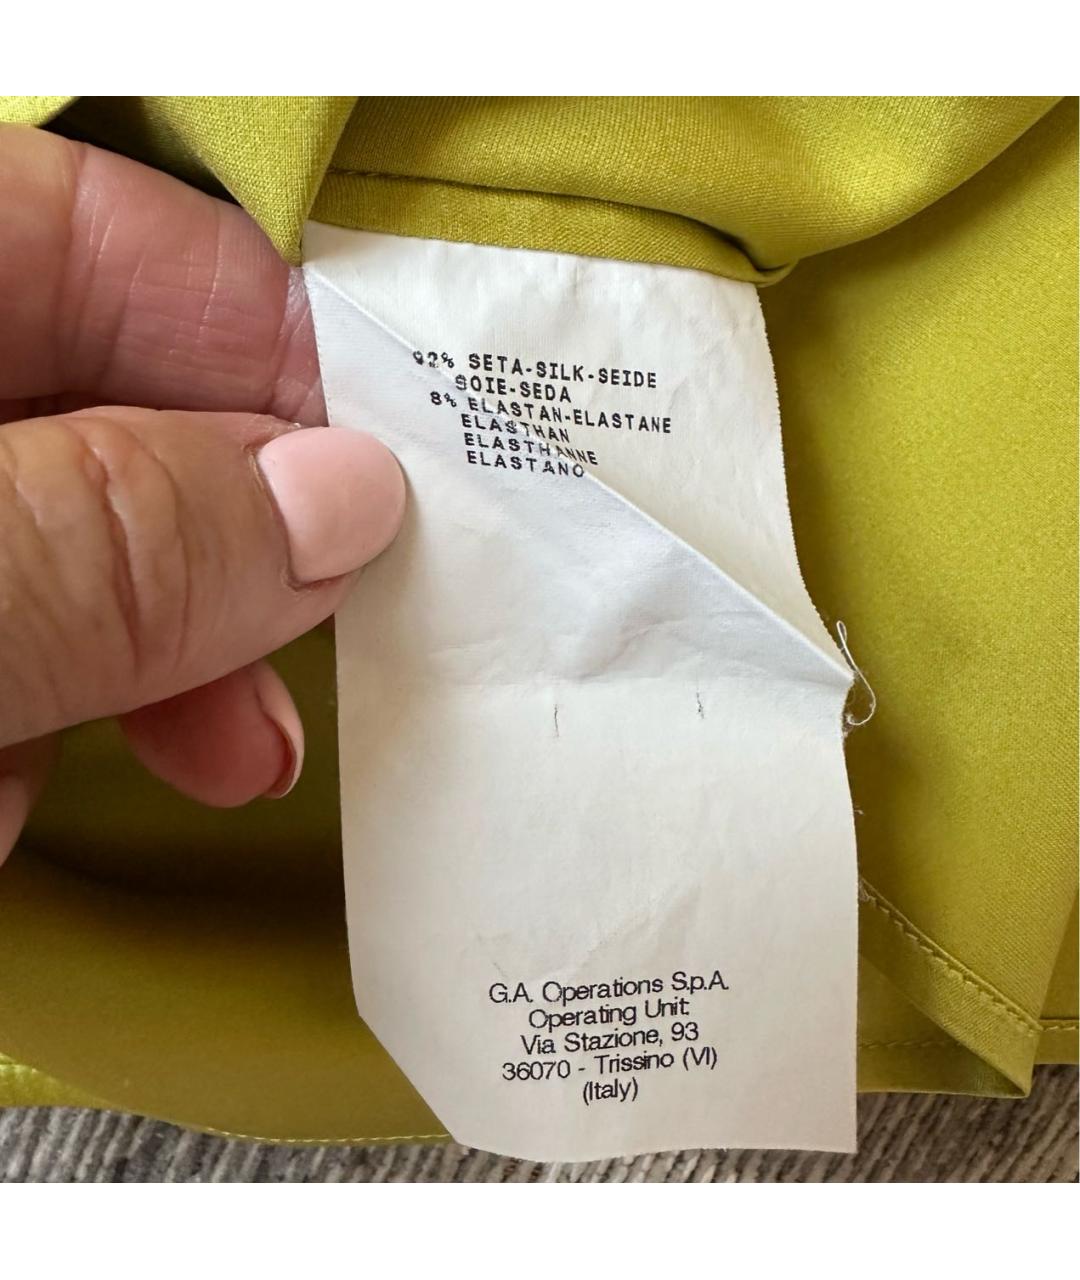 92% SETA-SILK-SEIDE
SOIE-SEDA
8% ELASTAN-ELASTANE
ELASTHAN
ELASTHANNE
ELASTANO
G.A. Operations S.p.A.
Operating Unit
Via Stazione, 93
36070 - Trissino (VI)
(Italy)